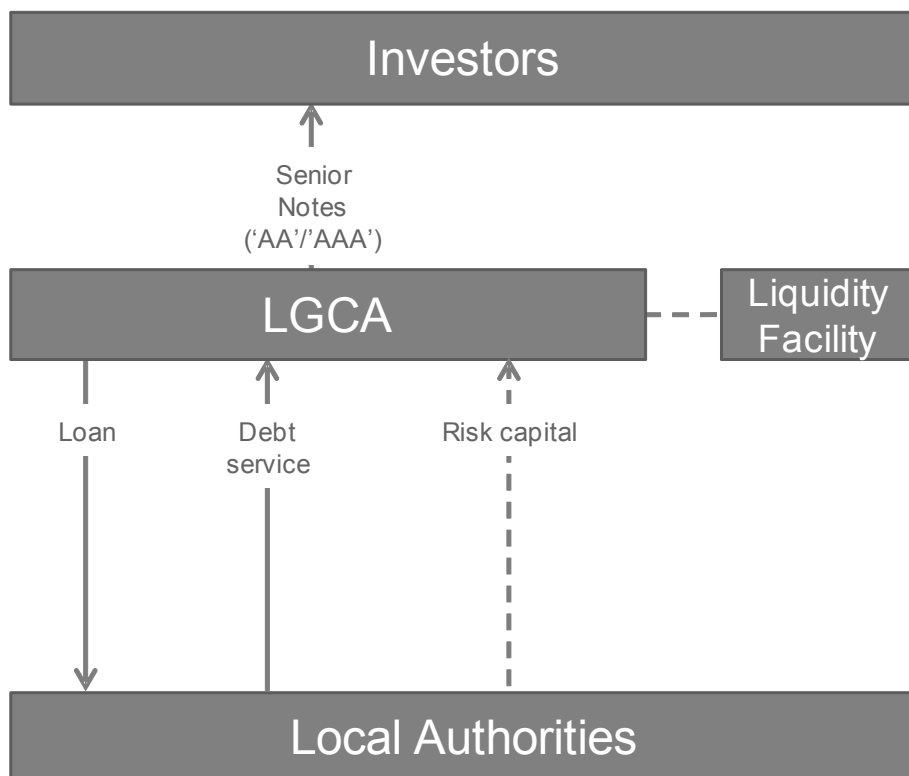 Investors
Senior
Notes
(‘AA’/’AAA’)
LGCA
Liquidity
Facility
Loan
Debt
service
Risk capital
Local Authorities